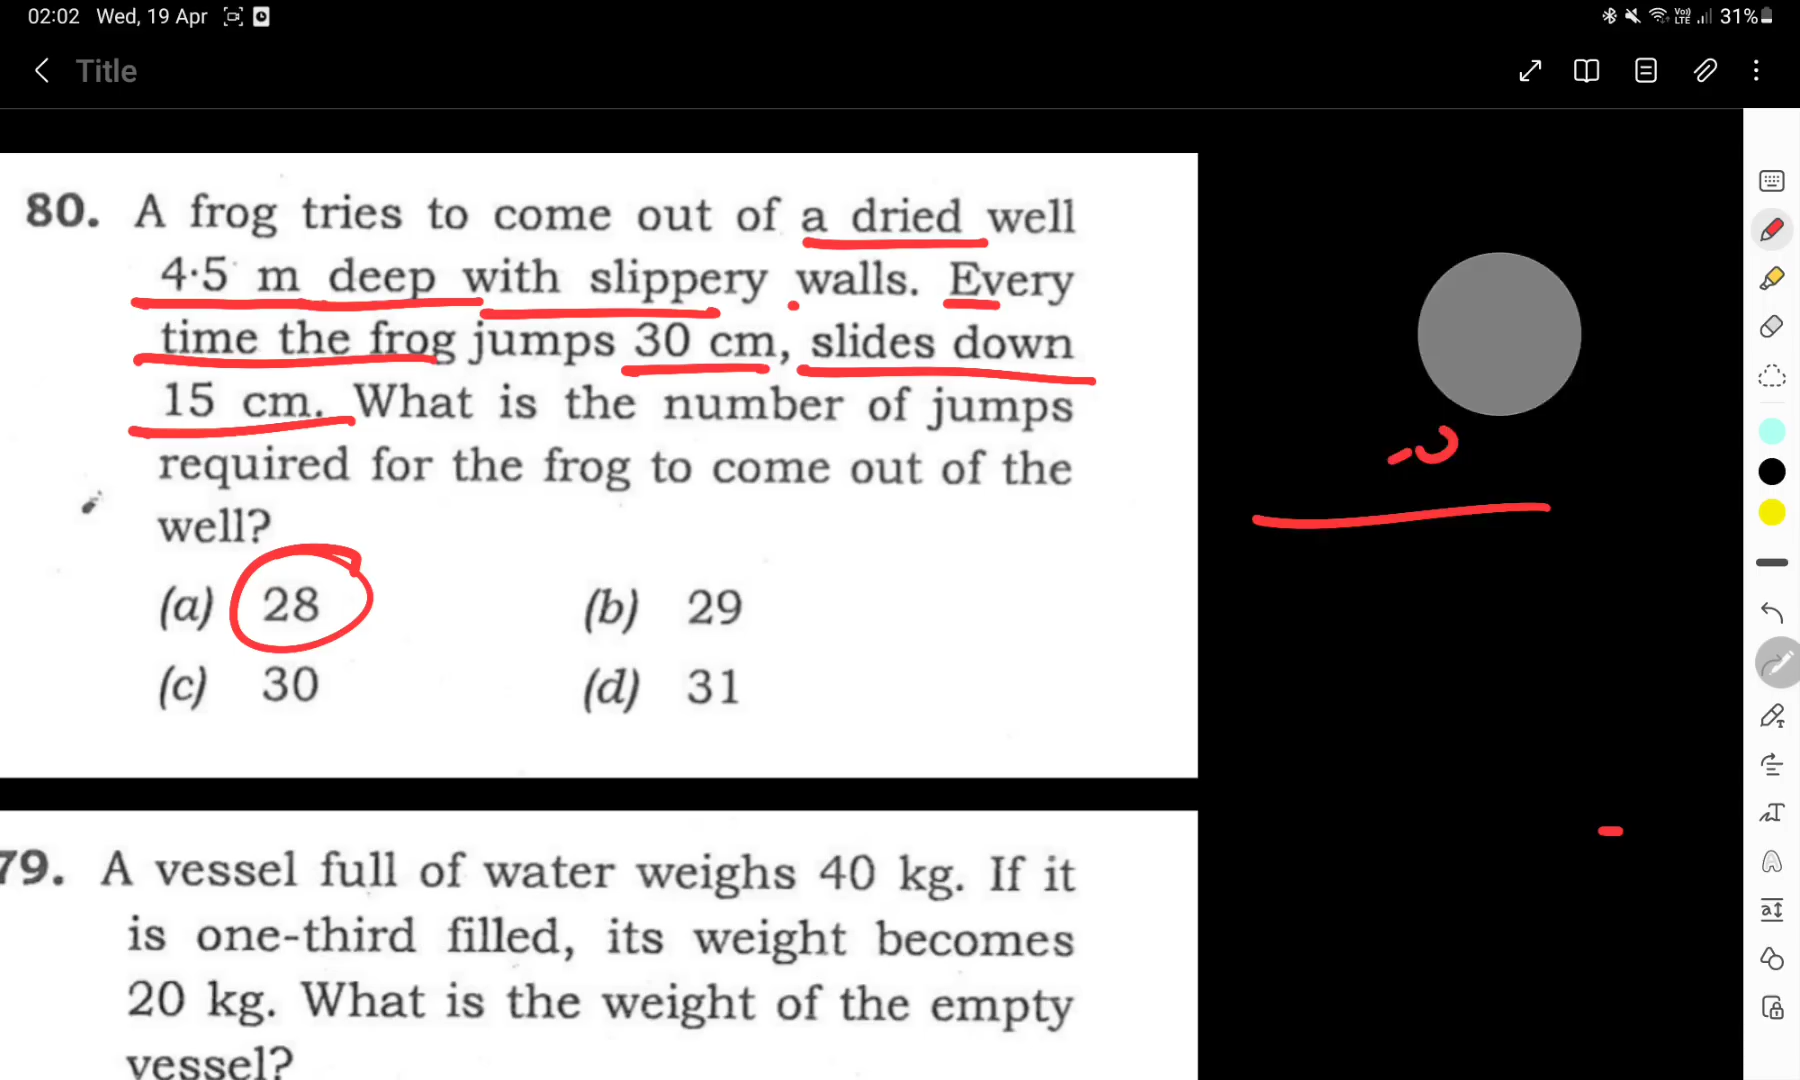 02:02 Wed, 19 Apr
31%
Title
80. A frog tries to come out of a dried well
4·5 m deep with slippery walls. Every
time the frog jumps 30 cm, slides down
15 cm. What is the number of jumps
required for the frog to come out of the
well?
(a) 28 (b) 29
(c) 30 (d) 31
79. A vessel full of water weighs 40 kg. If it
is one-third filled, its weight becomes
20 kg. What is the weight of the empty
vessel?